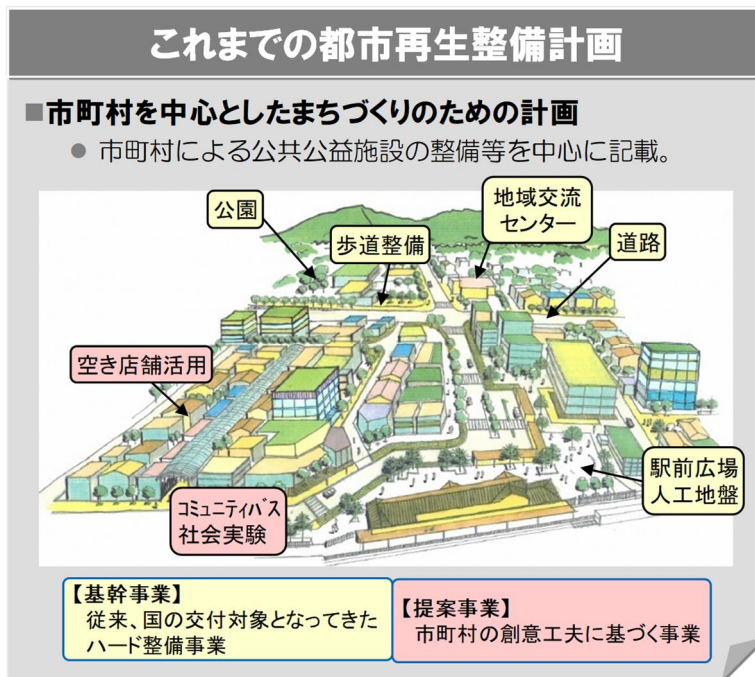 これまでの都市再生整備計画
■市町村を中心としたまちづくりのための計画
● 市町村による公共公益施設の整備等を中心に記載。
公園
歩道整備
地域交流
センター
道路
空き店舗活用
駅前広場
人工地盤
ｺﾐｭﾆﾃｨﾊﾞｽ
社会実験
【基幹事業】
従来、国の交付対象となってきた
ハード整備事業
【提案事業】
市町村の創意工夫に基づく事業